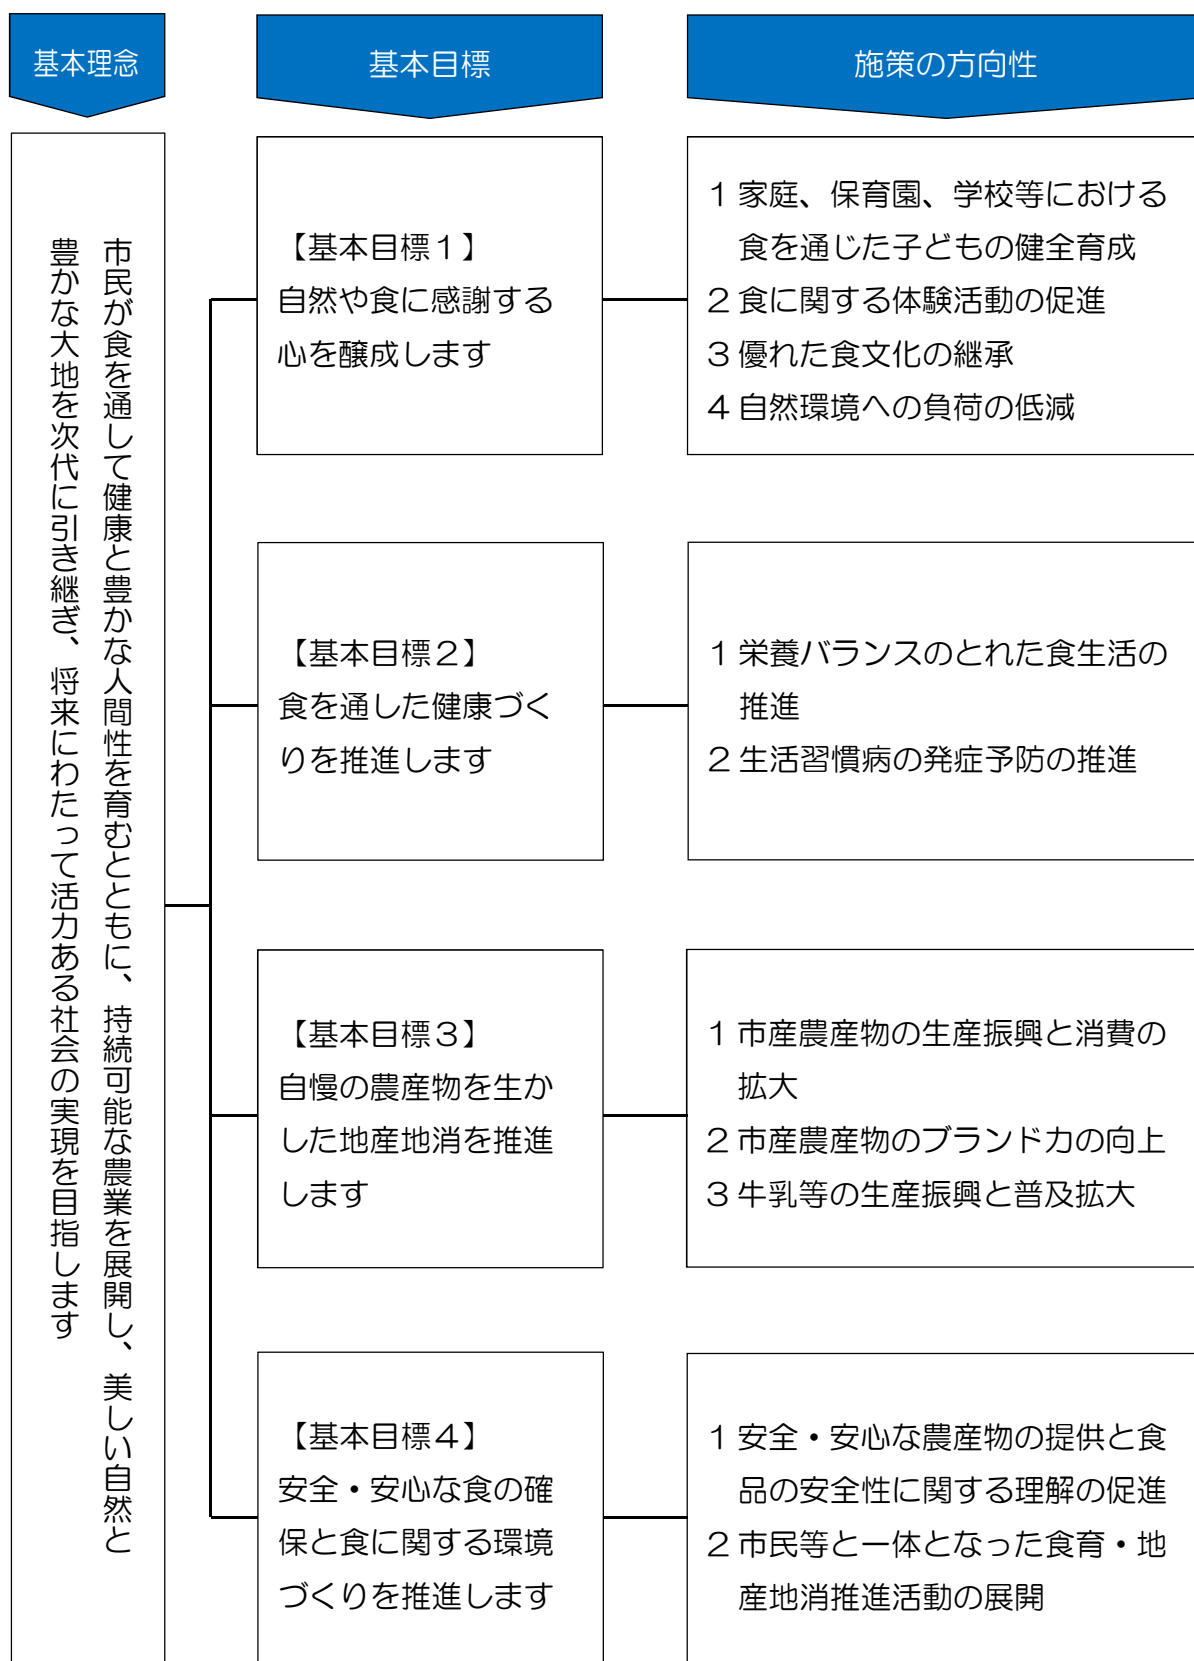 基本理念
基本目標
施策の方向性
市民が食を通して健康と豊かな人間性を育むとともに、持続可能な農業を展開し、美しい自然と
豊かな大地を次代に引き継ぎ、将来にわたって活力ある社会の実現を目指します
【基本目標１】
自然や食に感謝する
心を醸成します
１ 家庭、保育園、学校等における
食を通じた子どもの健全育成
２ 食に関する体験活動の促進
３ 優れた食文化の継承
４ 自然環境への負荷の低減
【基本目標２】
食を通した健康づく
りを推進します
１ 栄養バランスのとれた食生活の
推進
２ 生活習慣病の発症予防の推進
【基本目標３】
自慢の農産物を生か
した地産地消を推進
します
１ 市産農産物の生産振興と消費の
拡大
２ 市産農産物のブランド力の向上
３ 牛乳等の生産振興と普及拡大
【基本目標４】
安全・安心な食の確
保と食に関する環境
づくりを推進します
１ 安全・安心な農産物の提供と食
品の安全性に関する理解の促進
２ 市民等と一体となった食育・地
産地消推進活動の展開